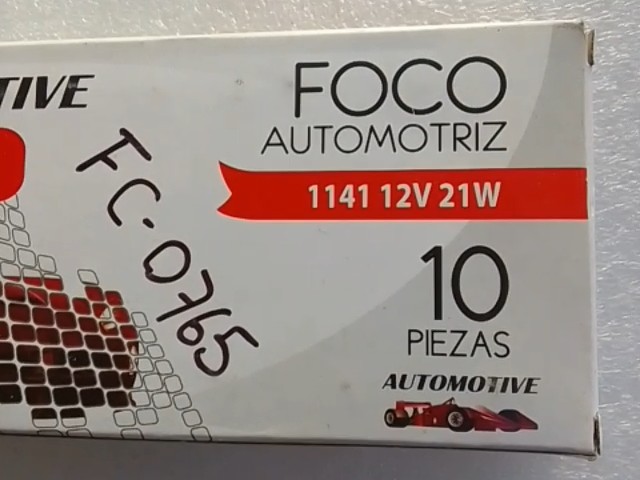 TIVE
FOCO
AUTOMOTRIZ
1141 12V 21W
FC-0765
10
PIEZAS
AUTOMOTIVE